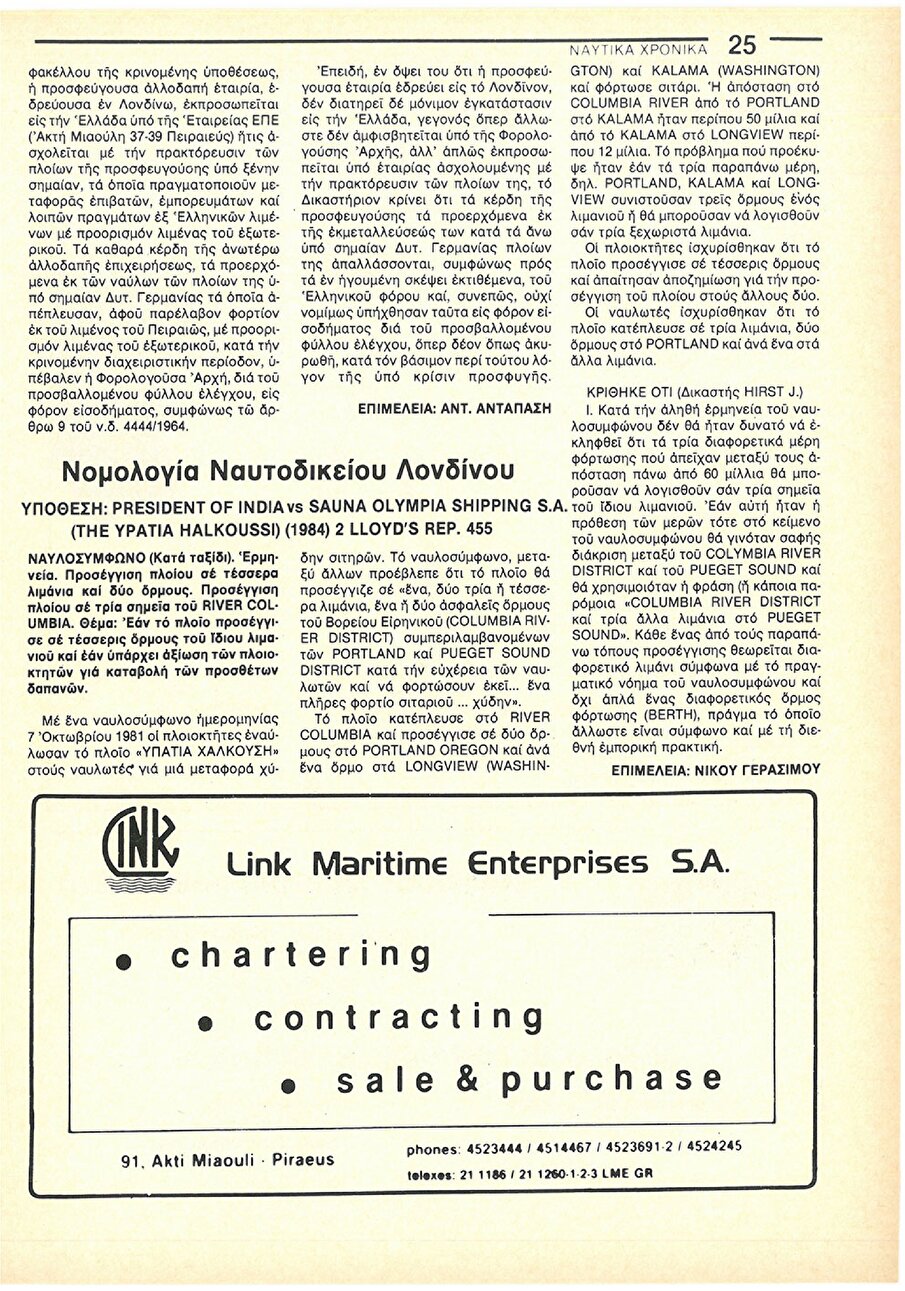 ΝΑΥΤΙΚΑ ΧΡΟΝΙΚΑ 25
φακέλλου τῆς κρινομένης ὑποθέσεως,
ἡ προσφεύγουσα ἀλλοδαπή ἑταιρία, ἑ-
δρεύουσα ἐν Λονδίνω, ἐκπροσωπεῖται
εἰς τήν Ἑλλάδα ὑπό τῆς Ἑταιρείας ΕΠΕ
(Ἀκτή Μιαούλη 37-39 Πειραιεύς) ἥτις ἀ-
σχολεῖται μέ τήν πρακτόρευσιν τῶν
πλοίων τῆς προσφευγούσης ὑπό ξένην
σημαίαν, τά ὁποῖα πραγματοποιοῦν με-
ταφοράς ἐπιβατῶν, ἐμπορευμάτων καί
λοιπῶν πραγμάτων ἐξ Ἑλληνικῶν λιμέ-
νων μέ προορισμόν λιμένας τοῦ ἐξωτε-
ρικοῦ. Τά καθαρά κέρδη τῆς ἀνωτέρω
ἀλλοδαπῆς ἐπιχειρήσεως, τά προερχό-
μενα ἐκ τῶν ναύλων τῶν πλοίων της ὑ-
πό σημαίαν Δυτ. Γερμανίας τά ὁποῖα ἀ-
πέπλευσαν, ἀφοῦ παρέλαβον φορτίον
ἐκ τοῦ λιμένος τοῦ Πειραιῶς, μέ προορι-
σμόν λιμένας τοῦ ἐξωτερικοῦ, κατά τήν
κρινομένην διαχειριστικήν περίοδον, ὑ-
πέβαλεν ἡ Φορολογοῦσα Ἀρχή, διά τοῦ
προσβαλλομένου φύλλου ἐλέγχου, εἰς
φόρον εἰσοδήματος, συμφώνως τῶ ἄρ-
θρω 9 τοῦ ν.δ. 4444/1964.
Ἐπειδή, ἐν ὄψει του ὅτι ἡ προσφεύ-
γουσα ἑταιρία ἑδρεύει εἰς τό Λονδίνον,
δέν διατηρεῖ δέ μόνιμον ἐγκατάστασιν
εἰς τήν Ἑλλάδα, γεγονός ὅπερ ἄλλω-
στε δέν ἀμφισβητεῖται ὑπό τῆς Φορολο-
γούσης Ἀρχῆς, ἀλλ' ἁπλῶς ἐκπροσω-
πεῖται ὑπό ἑταιρίας ἀσχολουμένης μέ
τήν πρακτόρευσιν τῶν πλοίων της, τό
Δικαστήριον κρίνει ὅτι τά κέρδη τῆς
προσφευγούσης τά προερχόμενα ἐκ
τῆς ἐκμεταλλεύσεώς των κατά τά ἄνω
ὑπό σημαίαν Δυτ. Γερμανίας πλοίων
της ἀπαλλάσσονται, συμφώνως πρός
τά ἐν ἡγουμένη σκέψει ἐκτιθέμενα, τοῦ
Ἑλληνικοῦ φόρου καί, συνεπῶς, οὐχί
νομίμως ὑπήχθησαν ταῦτα εἰς φόρον εἰ-
σοδήματος διά τοῦ προσβαλλομένου
φύλλου ἐλέγχου, ὅπερ δέον ὅπως ἀκυ-
ρωθῆ, κατά τόν βάσιμον περί τούτου λό-
γον τῆς ὑπό κρίσιν προσφυγῆς.
ΕΠΙΜΕΛΕΙΑ: ΑΝΤ. ΑΝΤΑΠΑΣΗ
Νομολογία Ναυτοδικείου Λονδίνου
ΥΠΟΘΕΣΗ: PRESIDENT OF INDIA vs SAUNA OLYMPIA SHIPPING S.A.
(THE YPATIA HALKOUSSI) (1984) 2 LLOYD'S REP. 455
ΝΑΥΛΟΣΥΜΦΩΝΟ (Κατά ταξίδι). Ἑρμη-
νεία. Προσέγγιση πλοίου σέ τέσσερα
λιμάνια καί δύο ὅρμους. Προσέγγιση
πλοίου σέ τρία σημεῖα τοῦ RIVER COL-
UMBIA. Θέμα: Ἐάν τό πλοῖο προσέγγι-
σε σέ τέσσερις ὅρμους τοῦ ἴδιου λιμα-
νιοῦ καί ἐάν ὑπάρχει ἀξίωση τῶν πλοιο-
κτητῶν γιά καταβολή τῶν προσθέτων
δαπανῶν.
Μέ ἕνα ναυλοσύμφωνο ἡμερομηνίας
7 Ὀκτωβρίου 1981 οἱ πλοιοκτῆτες ἐναύ-
λωσαν τό πλοῖο «ΥΠΑΤΙΑ ΧΑΛΚΟΥΣΗ»
στούς ναυλωτές γιά μιά μεταφορά χύ-
δην σιτηρῶν. Τό ναυλοσύμφωνο, μετα-
ξύ ἄλλων προέβλεπε ὅτι τό πλοῖο θά
προσέγγιζε σέ «ἕνα, δύο τρία ἤ τέσσε-
ρα λιμάνια, ἕνα ἤ δύο ἀσφαλεῖς ὅρμους
τοῦ Βορείου Εἰρηνικοῦ (COLUMBIA RIV-
ER DISTRICT) συμπεριλαμβανομένων
τῶν PORTLAND καί PUEGET SOUND
DISTRICT κατά τήν εὐχέρεια τῶν ναυ-
λωτῶν καί νά φορτώσουν ἐκεῖ... ἕνα
πλῆρες φορτίο σιταριοῦ ... χύδην».
Τό πλοῖο κατέπλευσε στό RIVER
COLUMBIA καί προσέγγισε σέ δύο ὅρ-
μους στό PORTLAND OREGON καί ἀνά
ἕνα ὅρμο στά LONGVIEW (WASHIN-
GTON) καί KALAMA (WASHINGTON)
καί φόρτωσε σιτάρι. Ἡ ἀπόσταση στό
COLUMBIA RIVER ἀπό τό PORTLAND
στό KALAMA ἤταν περίπου 50 μίλια καί
ἀπό τό KALAMA στό LONGVIEW περί-
που 12 μίλια. Τό πρόβλημα πού προέκυ-
ψε ἤταν ἐάν τά τρία παραπάνω μέρη,
δηλ. PORTLAND, KALAMA καί LONG-
VIEW συνιστοῦσαν τρεῖς ὅρμους ἑνός
λιμανιοῦ ἤ θά μποροῦσαν νά λογισθοῦν
σάν τρία ξεχωριστά λιμάνια.
Οἱ πλοιοκτῆτες ἰσχυρίσθηκαν ὅτι τό
πλοῖο προσέγγισε σέ τέσσερις ὅρμους
καί ἀπαίτησαν ἀποζημίωση γιά τήν προ-
σέγγιση τοῦ πλοίου στούς ἄλλους δύο.
Οἱ ναυλωτές ἰσχυρίσθηκαν ὅτι τό
πλοῖο κατέπλευσε σέ τρία λιμάνια, δύο
ὅρμους στό PORTLAND καί ἀνά ἕνα στά
ἄλλα λιμάνια.
ΚΡΙΘΗΚΕ ΟΤΙ (Δικαστής HIRST J.)
Ι. Κατά τήν ἀληθή ἑρμηνεία τοῦ ναυ-
λοσυμφώνου δέν θά ἦταν δυνατό νά ἐ-
κληφθεῖ ὅτι τά τρία διαφορετικά μέρη
φόρτωσης πού ἀπεῖχαν μεταξύ τους ἀ-
πόσταση πάνω ἀπό 60 μίλλια θά μπο-
ροῦσαν νά λογισθοῦν σάν τρία σημεῖα
τοῦ ἴδιου λιμανιοῦ. Ἐάν αὐτή ἤταν ἡ
πρόθεση τῶν μερῶν τότε στό κείμενο
τοῦ ναυλοσυμφώνου θά γινόταν σαφής
διάκριση μεταξύ τοῦ COLYMBIA RIVER
DISTRICT καί τοῦ PUEGET SOUND καί
θά χρησιμοιόταν ἡ φράση (ἤ κάποια πα-
ρόμοια «COLUMBIA RIVER DISTRICT
καί τρία ἄλλα λιμάνια στό PUEGET
SOUND». Κάθε ἕνας ἀπό τούς παραπά-
νω τόπους προσέγγισης θεωρεῖται δια-
φορετικό λιμάνι σύμφωνα μέ τό πραγ-
ματικό νόημα τοῦ ναυλοσυμφώνου καί
ὄχι ἁπλά ἕνας διαφορετικός ὅρμος
φόρτωσης (BERTH), πράγμα τό ὁποῖο
ἄλλωστε εἶναι σύμφωνο καί μέ τή διε-
θνή ἐμπορική πρακτική.
ΕΠΙΜΕΛΕΙΑ: ΝΙΚΟΥ ΓΕΡΑΣΙΜΟΥ
LINK
Link Maritime Enterprises S.A.
• chartering
• contracting
• sale & purchase
91, Akti Miaouli · Piraeus
phones: 4523444 / 4514467 / 4523691-2 / 4524245
telexes: 21 1186 / 21 1260-1-2-3 LME GR